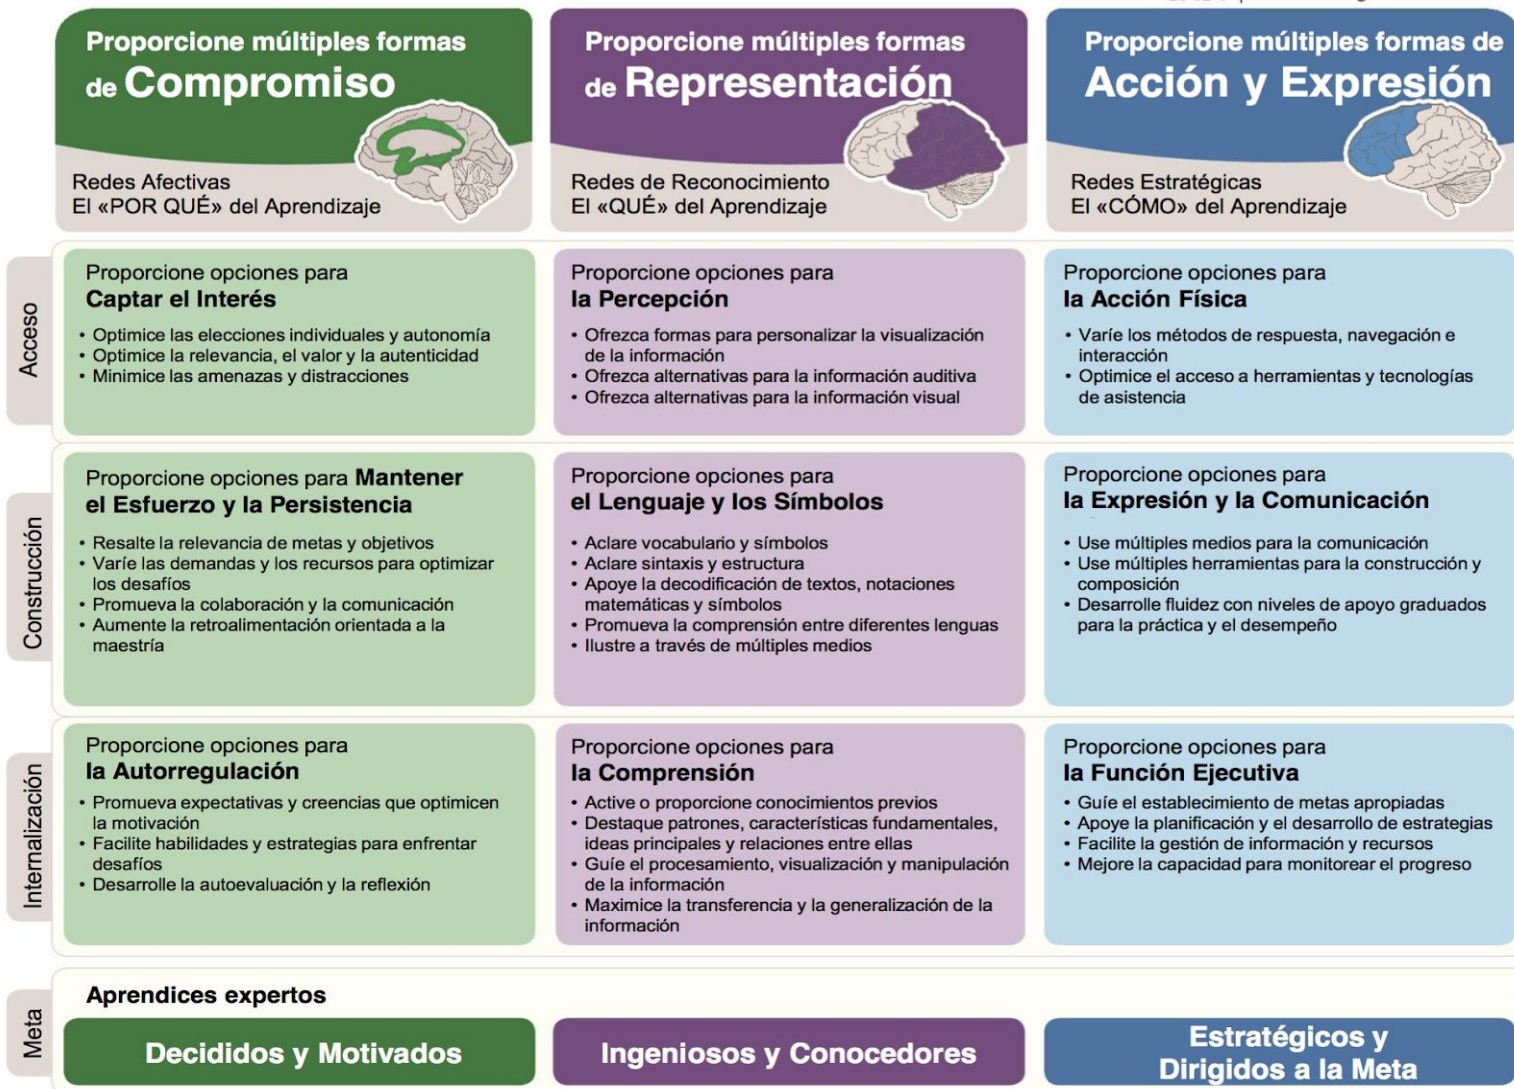 Proporcione múltiples formas
de Compromiso
Redes Afectivas
El «POR QUÉ» del Aprendizaje
Proporcione múltiples formas
de Representación
Redes de Reconocimiento
El «QUÉ» del Aprendizaje
Proporcione múltiples formas de
Acción y Expresión
Redes Estratégicas
El «CÓMO» del Aprendizaje
Acceso
Proporcione opciones para
Captar el Interés
• Optimice las elecciones individuales y autonomía
• Optimice la relevancia, el valor y la autenticidad
• Minimice las amenazas y distracciones
Proporcione opciones para
la Percepción
• Ofrezca formas para personalizar la visualización
de la información
• Ofrezca alternativas para la información auditiva
• Ofrezca alternativas para la información visual
Proporcione opciones para
la Acción Física
• Varíe los métodos de respuesta, navegación e
interacción
• Optimice el acceso a herramientas y tecnologías
de asistencia
Construcción
Proporcione opciones para Mantener
el Esfuerzo y la Persistencia
• Resalte la relevancia de metas y objetivos
• Varíe las demandas y los recursos para optimizar
los desafíos
• Promueva la colaboración y la comunicación
• Aumente la retroalimentación orientada a la
maestría
Proporcione opciones para
el Lenguaje y los Símbolos
• Aclare vocabulario y símbolos
• Aclare sintaxis y estructura
• Apoye la decodificación de textos, notaciones
matemáticas y símbolos
• Promueva la comprensión entre diferentes lenguas
• Ilustre a través de múltiples medios
Proporcione opciones para
la Expresión y la Comunicación
• Use múltiples medios para la comunicación
• Use múltiples herramientas para la construcción y
composición
• Desarrolle fluidez con niveles de apoyo graduados
para la práctica y el desempeño
Internalización
Proporcione opciones para
la Autorregulación
• Promueva expectativas y creencias que optimicen
la motivación
• Facilite habilidades y estrategias para enfrentar
desafíos
• Desarrolle la autoevaluación y la reflexión
Proporcione opciones para
la Comprensión
• Active o proporcione conocimientos previos
• Destaque patrones, características fundamentales,
ideas principales y relaciones entre ellas
• Guíe el procesamiento, visualización y manipulación
de la información
• Maximice la transferencia y la generalización de la
información
Proporcione opciones para
la Función Ejecutiva
• Guíe el establecimiento de metas apropiadas
• Apoye la planificación y el desarrollo de estrategias
• Facilite la gestión de información y recursos
• Mejore la capacidad para monitorear el progreso
Meta
Aprendices expertos
Decididos y Motivados
Ingeniosos y Conocedores
Estratégicos y
Dirigidos a la Meta